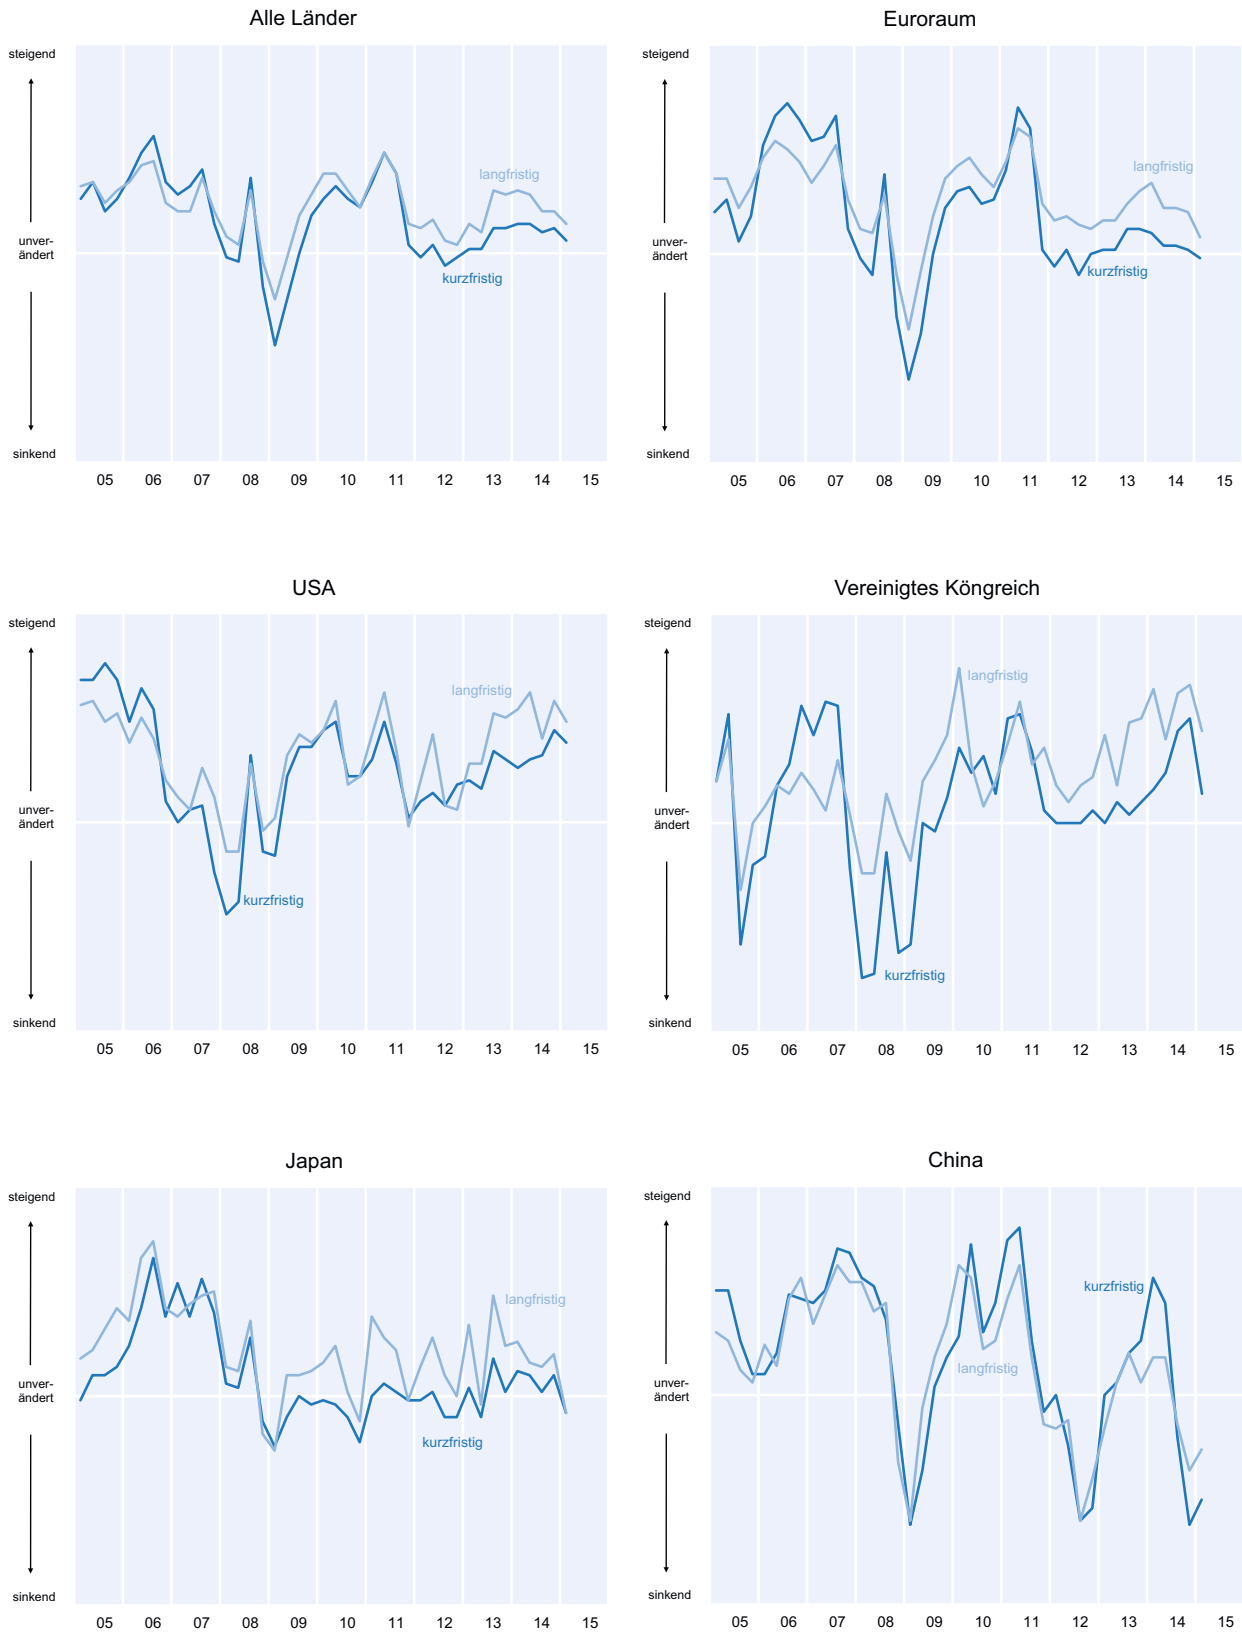 Alle Länder
steigend
unver-
ändert
sinkend
langfristig
kurzfristig
05 06 07 08 09 10 11 12 13 14 15
Euroraum
steigend
unver-
ändert
sinkend
langfristig
kurzfristig
05 06 07 08 09 10 11 12 13 14 15
USA
steigend
unver-
ändert
sinkend
langfristig
kurzfristig
05 06 07 08 09 10 11 12 13 14 15
Vereinigtes Köngreich
steigend
unver-
ändert
sinkend
langfristig
kurzfristig
05 06 07 08 09 10 11 12 13 14 15
Japan
steigend
unver-
ändert
sinkend
langfristig
kurzfristig
05 06 07 08 09 10 11 12 13 14 15
China
steigend
unver-
ändert
sinkend
kurzfristig
langfristig
05 06 07 08 09 10 11 12 13 14 15